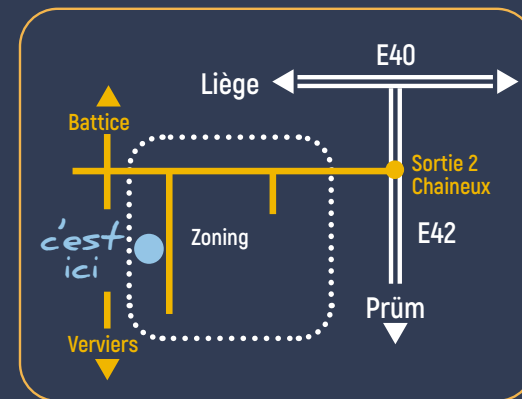 E40
Liège
Battice
Sortie 2
Chaineux
c'est
ici
Zoning
E42
Prüm
Verviers